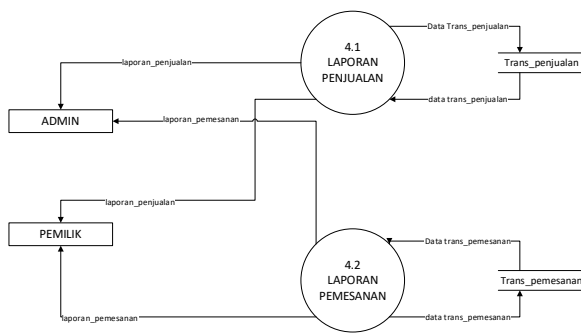 Data Trans_penjualan
4.1
LAPORAN
PENJUALAN
laporan_penjualan
Trans_penjualan
data trans_penjualan
ADMIN
laporan_pemesanan
laporan_penjualan
PEMILIK
Data trans_pemesanan
4.2
LAPORAN
PEMESANAN
Trans_pemesanan
laporan_pemesanan
data trans_pemesanan